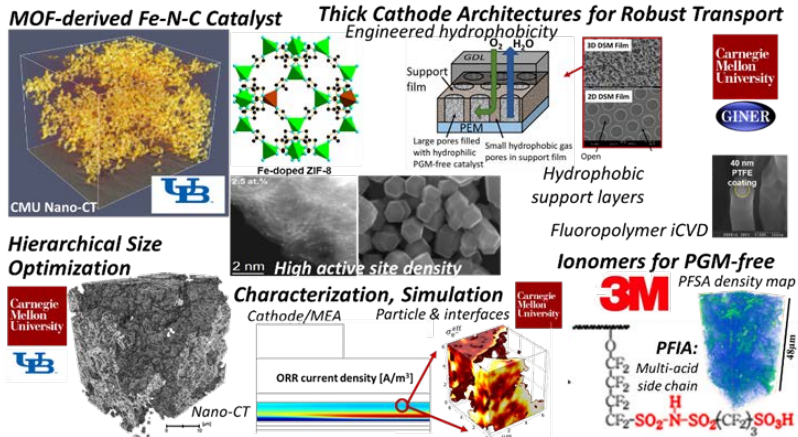 MOF-derived Fe-N-C Catalyst
Thick Cathode Architectures for Robust Transport
Engineered hydrophobicity
O2 H2O
GDL
Support
film
PEM
Large pores filled
with hydrophilic
PGM-free catalyst
Small hydrophobic gas
pores in support film
3D DSM Film
2D DSM Film
Open
Carnegie
Mellon
University
GINER
CMU Nano-CT
UB
Fe-doped ZIF-8
2.5 at.%
2 nm
High active site density
Hydrophobic
support layers
Fluoropolymer iCVD
40 nm
PTFE
coating
Hierarchical Size
Optimization
Carnegie
Mellon
University
UB
Nano-CT
Characterization, Simulation
Cathode/MEA
Particle & interfaces
ORR current density [A/m³]
Carnegie
Mellon
University
Ionomers for PGM-free
3M
PFSA density map
48µm
PFIA:
Multi-acid
side chain
O
CF2
CF2
CF2
CF2-SO2-N-SO2(CF2)3SO3H
H